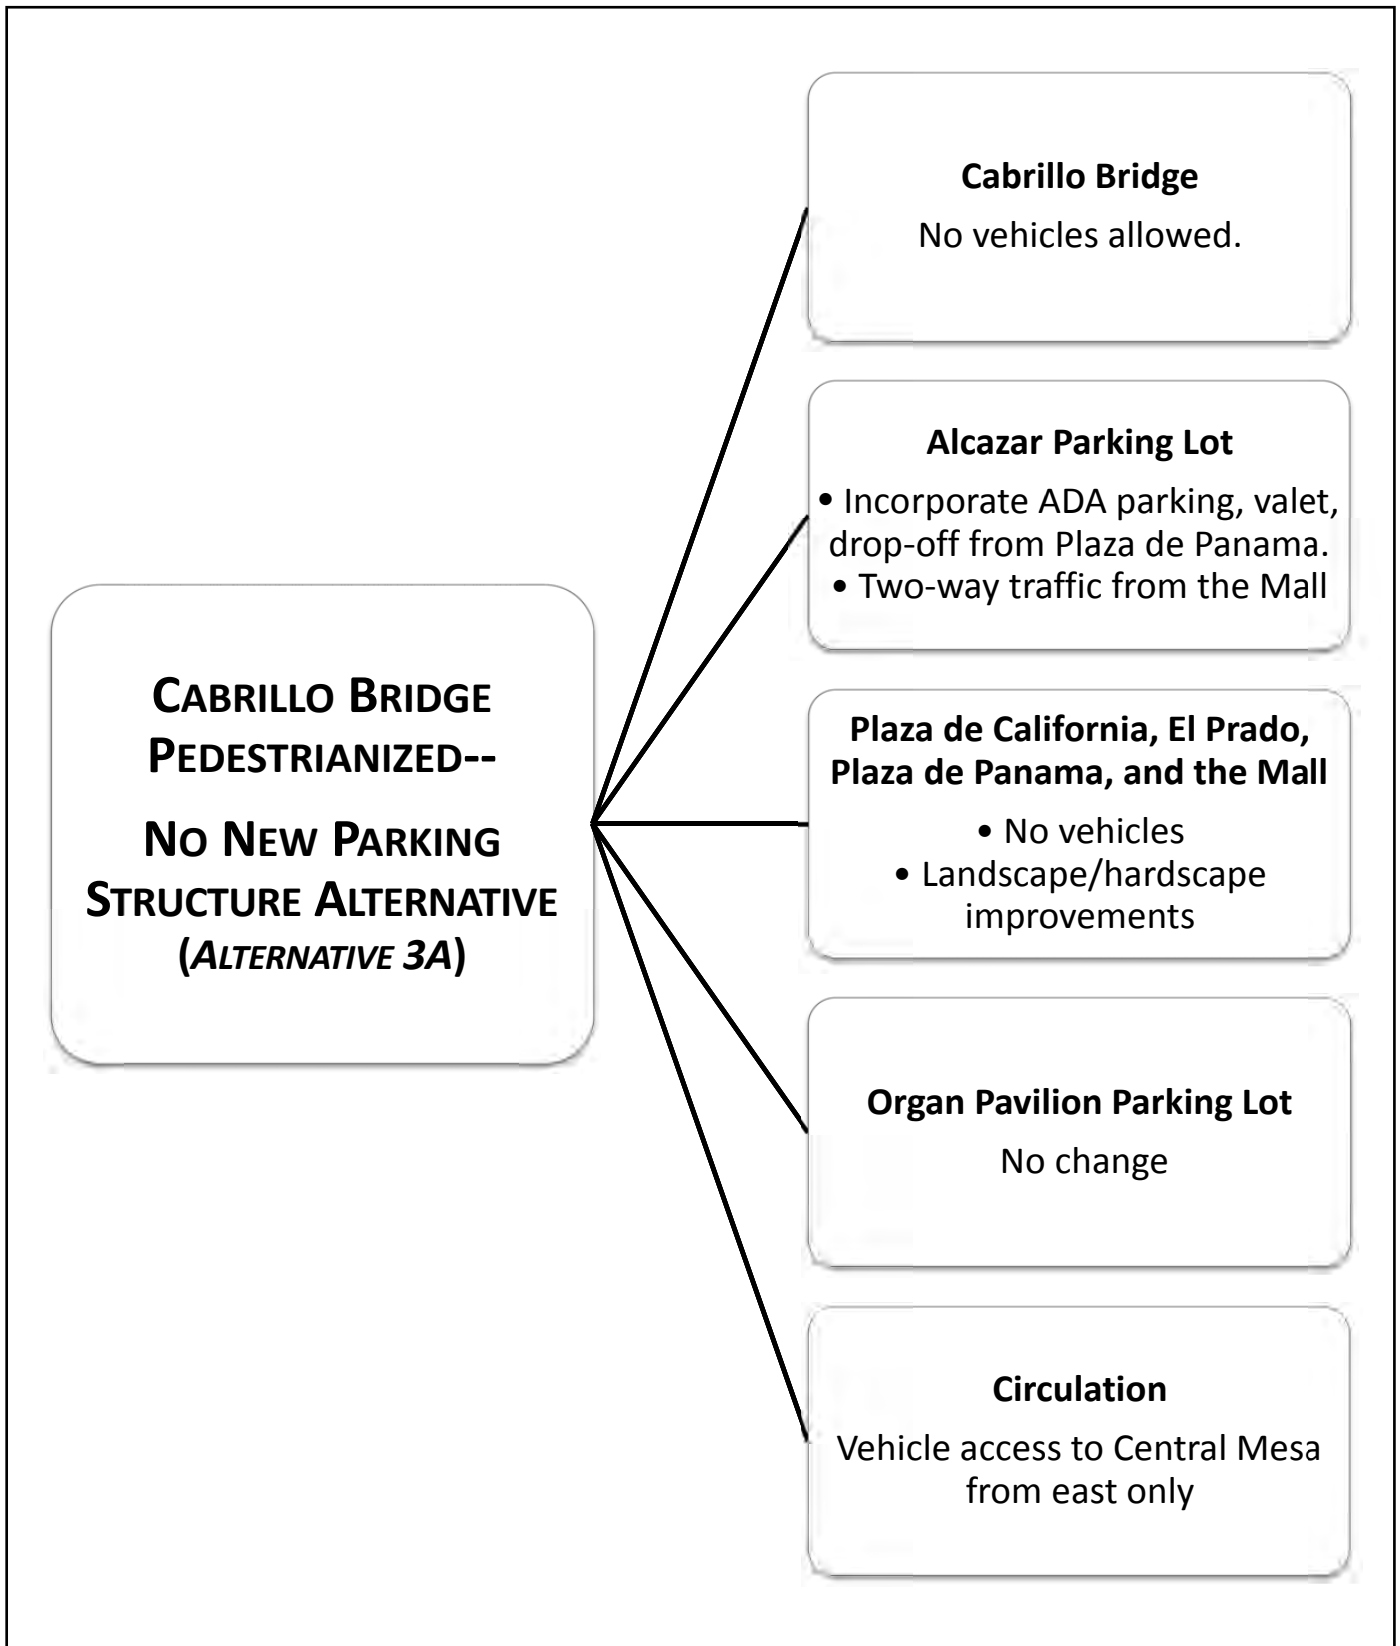 CABRILLO BRIDGE
PEDESTRIANIZED--
NO NEW PARKING
STRUCTURE ALTERNATIVE
(ALTERNATIVE 3A)
Cabrillo Bridge
No vehicles allowed.
Alcazar Parking Lot
• Incorporate ADA parking, valet,
drop-off from Plaza de Panama.
• Two-way traffic from the Mall
Plaza de California, El Prado,
Plaza de Panama, and the Mall
• No vehicles
• Landscape/hardscape
improvements
Organ Pavilion Parking Lot
No change
Circulation
Vehicle access to Central Mesa
from east only